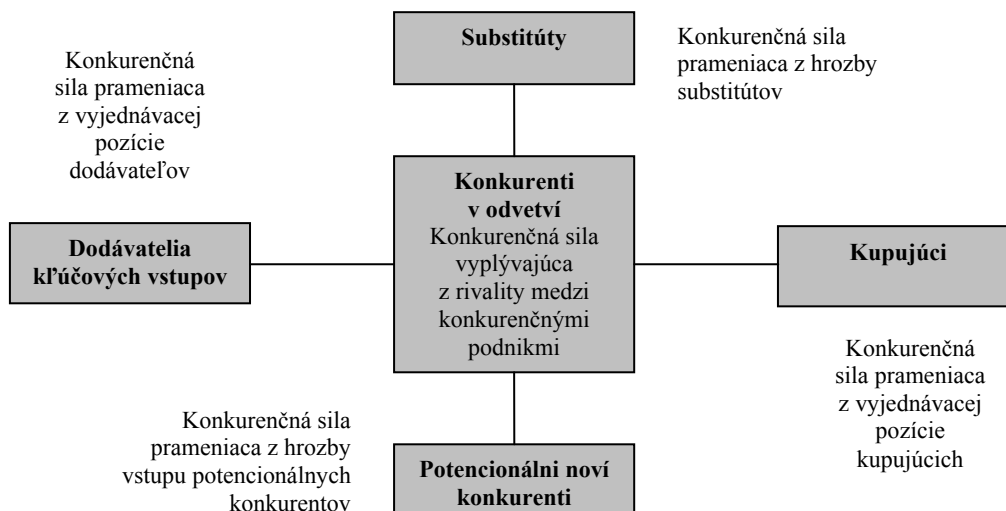 Substitúty
Konkurenčná sila
prameniaca z hrozby
substitútov
Konkurenčná
sila prameniaca
z vyjednávacej
pozície
dodávateľov
Konkurenti
v odvetví
Konkurenčná sila
vyplývajúca
z rivality medzi
konkurenčnými
podnikmi
Dodávatelia
kľúčových vstupov
Kupujúci
Konkurenčná
sila prameniaca
z vyjednávacej
pozície
kupujúcich
Konkurenčná sila
prameniaca z hrozby
vstupu potencionálnych
konkurentov
Potencionálni noví
konkurenti